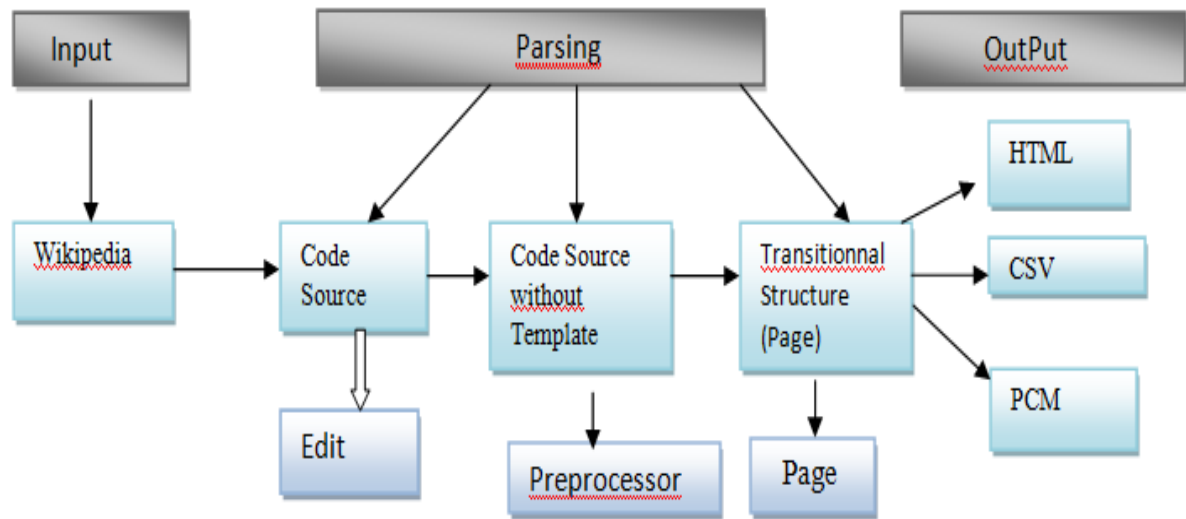 Input
Parsing
OutPut
Wikipedia
Code
Source
Code Source
without
Template
Transitionnal
Structure
(Page)
HTML
CSV
PCM
Edit
Preprocessor
Page